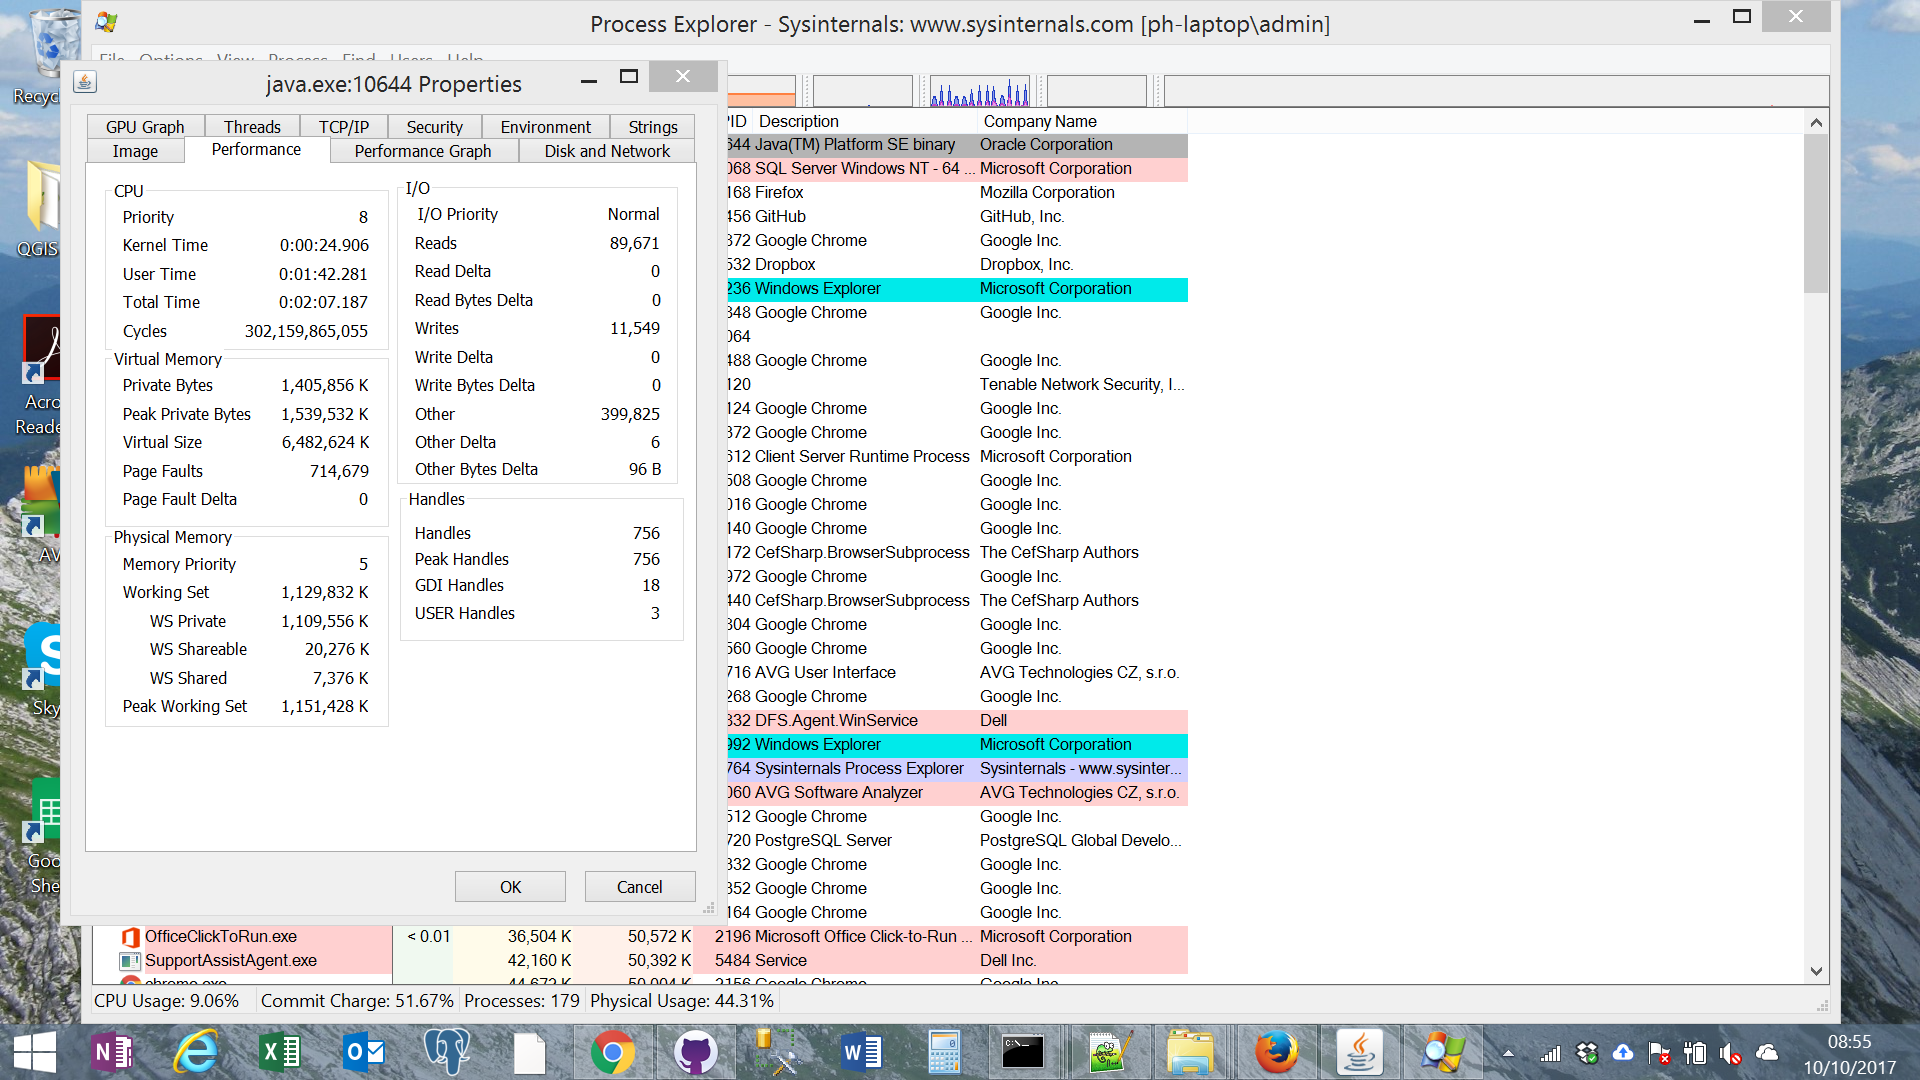 Process Explorer - Sysinternals: www.sysinternals.com [ph-laptop\admin]
File Options View Process Find Users Help
java.exe:10644 Properties
GPU Graph Threads TCP/IP Security Environment Strings
Image Performance Performance Graph Disk and Network
CPU
Priority 8
Kernel Time 0:00:24.906
User Time 0:01:42.281
Total Time 0:02:07.187
Cycles 302,159,865,055
Virtual Memory
Private Bytes 1,405,856 K
Peak Private Bytes 1,539,532 K
Virtual Size 6,482,624 K
Page Faults 714,679
Page Fault Delta 0
Physical Memory
Memory Priority 5
Working Set 1,129,832 K
WS Private 1,109,556 K
WS Shareable 20,276 K
WS Shared 7,376 K
Peak Working Set 1,151,428 K
I/O
I/O Priority Normal
Reads 89,671
Read Delta 0
Read Bytes Delta 0
Writes 11,549
Write Delta 0
Write Bytes Delta 0
Other 399,825
Other Delta 6
Other Bytes Delta 96 B
Handles
Handles 756
Peak Handles 756
GDI Handles 18
USER Handles 3
OK Cancel
PID Description Company Name
644 Java(TM) Platform SE binary Oracle Corporation
068 SQL Server Windows NT - 64 ... Microsoft Corporation
168 Firefox Mozilla Corporation
456 GitHub GitHub, Inc.
372 Google Chrome Google Inc.
532 Dropbox Dropbox, Inc.
236 Windows Explorer Microsoft Corporation
348 Google Chrome Google Inc.
064
488 Google Chrome Google Inc.
120 Tenable Network Security, I...
124 Google Chrome Google Inc.
372 Google Chrome Google Inc.
612 Client Server Runtime Process Microsoft Corporation
508 Google Chrome Google Inc.
016 Google Chrome Google Inc.
140 Google Chrome Google Inc.
172 CefSharp.BrowserSubprocess The CefSharp Authors
972 Google Chrome Google Inc.
440 CefSharp.BrowserSubprocess The CefSharp Authors
304 Google Chrome Google Inc.
560 Google Chrome Google Inc.
716 AVG User Interface AVG Technologies CZ, s.r.o.
268 Google Chrome Google Inc.
332 DFS.Agent.WinService Dell
992 Windows Explorer Microsoft Corporation
764 Sysinternals Process Explorer Sysinternals - www.sysinter...
060 AVG Software Analyzer AVG Technologies CZ, s.r.o.
512 Google Chrome Google Inc.
720 PostgreSQL Server PostgreSQL Global Develo...
332 Google Chrome Google Inc.
352 Google Chrome Google Inc.
164 Google Chrome Google Inc.
OfficeClickToRun.exe < 0.01 36,504 K 50,572 K 2196 Microsoft Office Click-to-Run ... Microsoft Corporation
SupportAssistAgent.exe 42,160 K 50,392 K 5484 Service Dell Inc.
chrome.exe 44,672 K 50,004 K 2156 Google Chrome Google Inc.
CPU Usage: 9.06% Commit Charge: 51.67% Processes: 179 Physical Usage: 44.31%
Recyc
QGIS
Acro
Reade
AV
Sky
Goo
She
08:55
10/10/2017